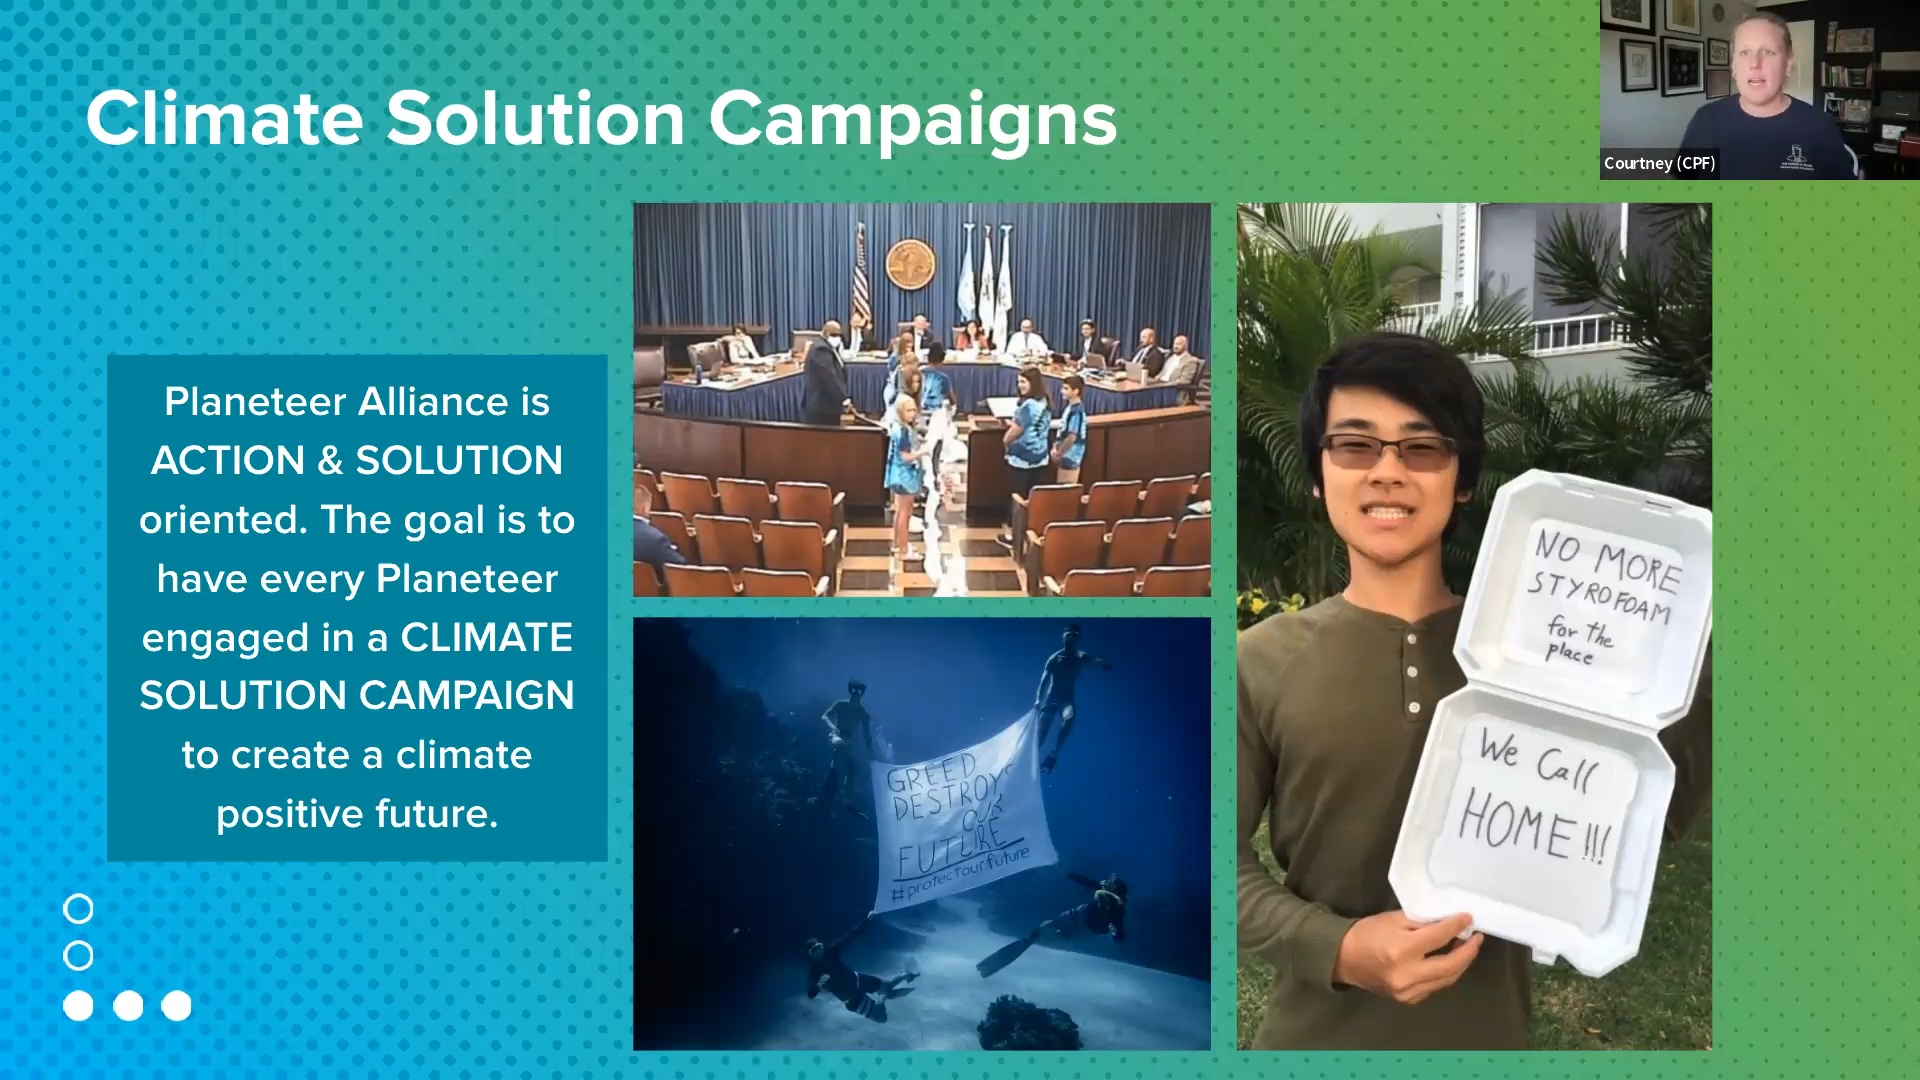 Climate Solution Campaigns
Courtney (CPF)
Planeteer Alliance is
ACTION & SOLUTION
oriented. The goal is to
have every Planeteer
engaged in a CLIMATE
SOLUTION CAMPAIGN
to create a climate
positive future.
GREED
DESTROYS
OUR
FUTURE
#protectourfuture
NO MORE
STYROFOAM
for the
place
We Call
HOME!!!